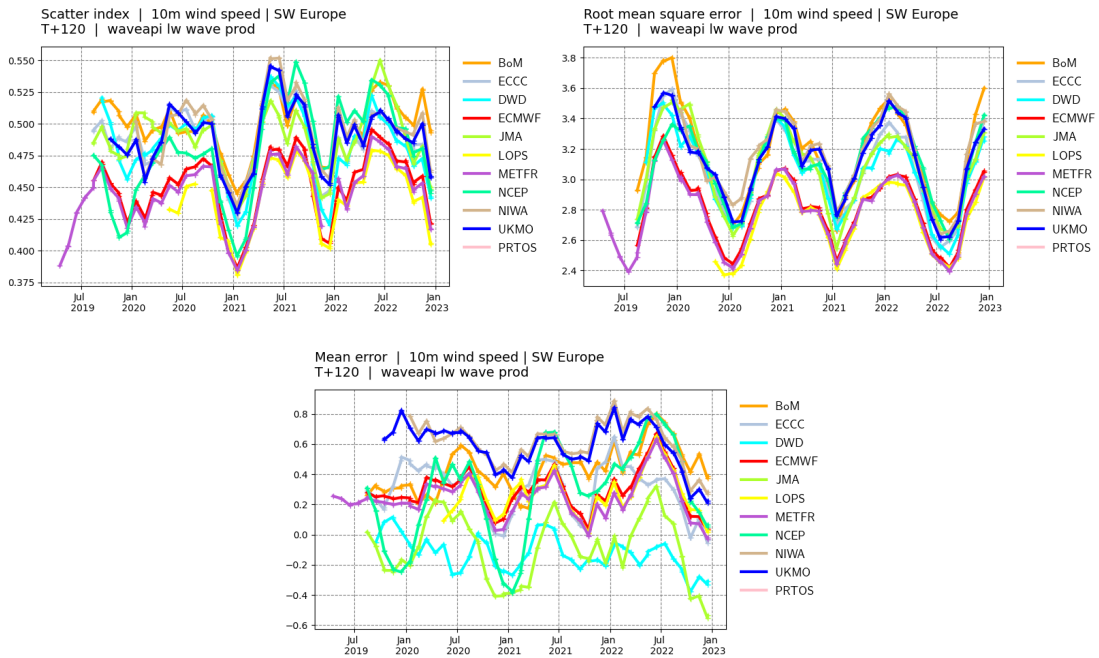 Scatter index | 10m wind speed | SW Europe
T+120 | waveapi lw wave prod
0.550
0.525
0.500
0.475
0.450
0.425
0.400
0.375
Jul
2019
Jan
2020
Jul
2020
Jan
2021
Jul
2021
Jan
2022
Jul
2022
Jan
2023
BoM
ECCC
DWD
ECMWF
JMA
LOPS
METFR
NCEP
NIWA
UKMO
PRTOS
Root mean square error | 10m wind speed | SW Europe
T+120 | waveapi lw wave prod
3.8
3.6
3.4
3.2
3.0
2.8
2.6
2.4
Jul
2019
Jan
2020
Jul
2020
Jan
2021
Jul
2021
Jan
2022
Jul
2022
Jan
2023
BoM
ECCC
DWD
ECMWF
JMA
LOPS
METFR
NCEP
NIWA
UKMO
PRTOS
Mean error | 10m wind speed | SW Europe
T+120 | waveapi lw wave prod
0.8
0.6
0.4
0.2
0.0
−0.2
−0.4
−0.6
Jul
2019
Jan
2020
Jul
2020
Jan
2021
Jul
2021
Jan
2022
Jul
2022
Jan
2023
BoM
ECCC
DWD
ECMWF
JMA
LOPS
METFR
NCEP
NIWA
UKMO
PRTOS